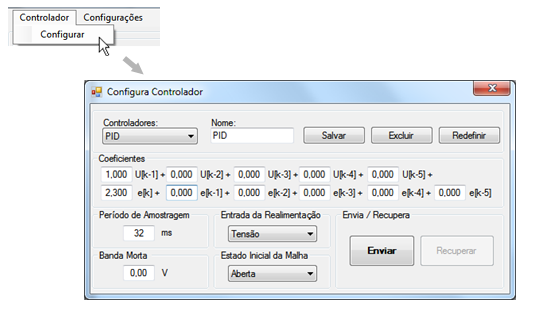 Controlador Configurações
Configurar
Configura Controlador
Controladores: Nome:
PID PID Salvar Excluir Redefinir
Coeficientes
1,000 U[k-1] + 0,000 U[k-2] + 0,000 U[k-3] + 0,000 U[k-4] + 0,000 U[k-5] +
2,300 e[k] + 0,000 e[k-1] + 0,000 e[k-2] + 0,000 e[k-3] + 0,000 e[k-4] + 0,000 e[k-5]
Período de Amostragem Entrada da Realimentação Envia / Recupera
32 ms Tensão
Enviar Recuperar
Banda Morta Estado Inicial da Malha
0,00 V Aberta